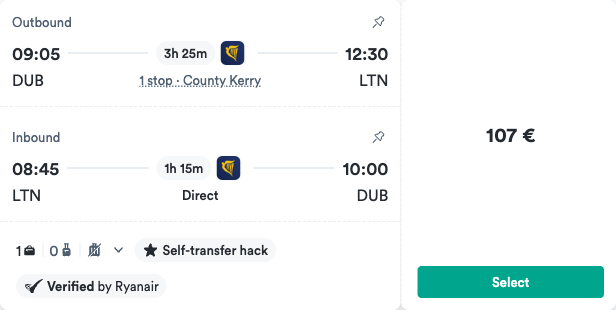 Outbound
09:05 3h 25m 12:30
DUB 1 stop · County Kerry LTN
Inbound
08:45 1h 15m 10:00
LTN Direct DUB
107 €
1 0 Self-transfer hack
Verified by Ryanair
Select